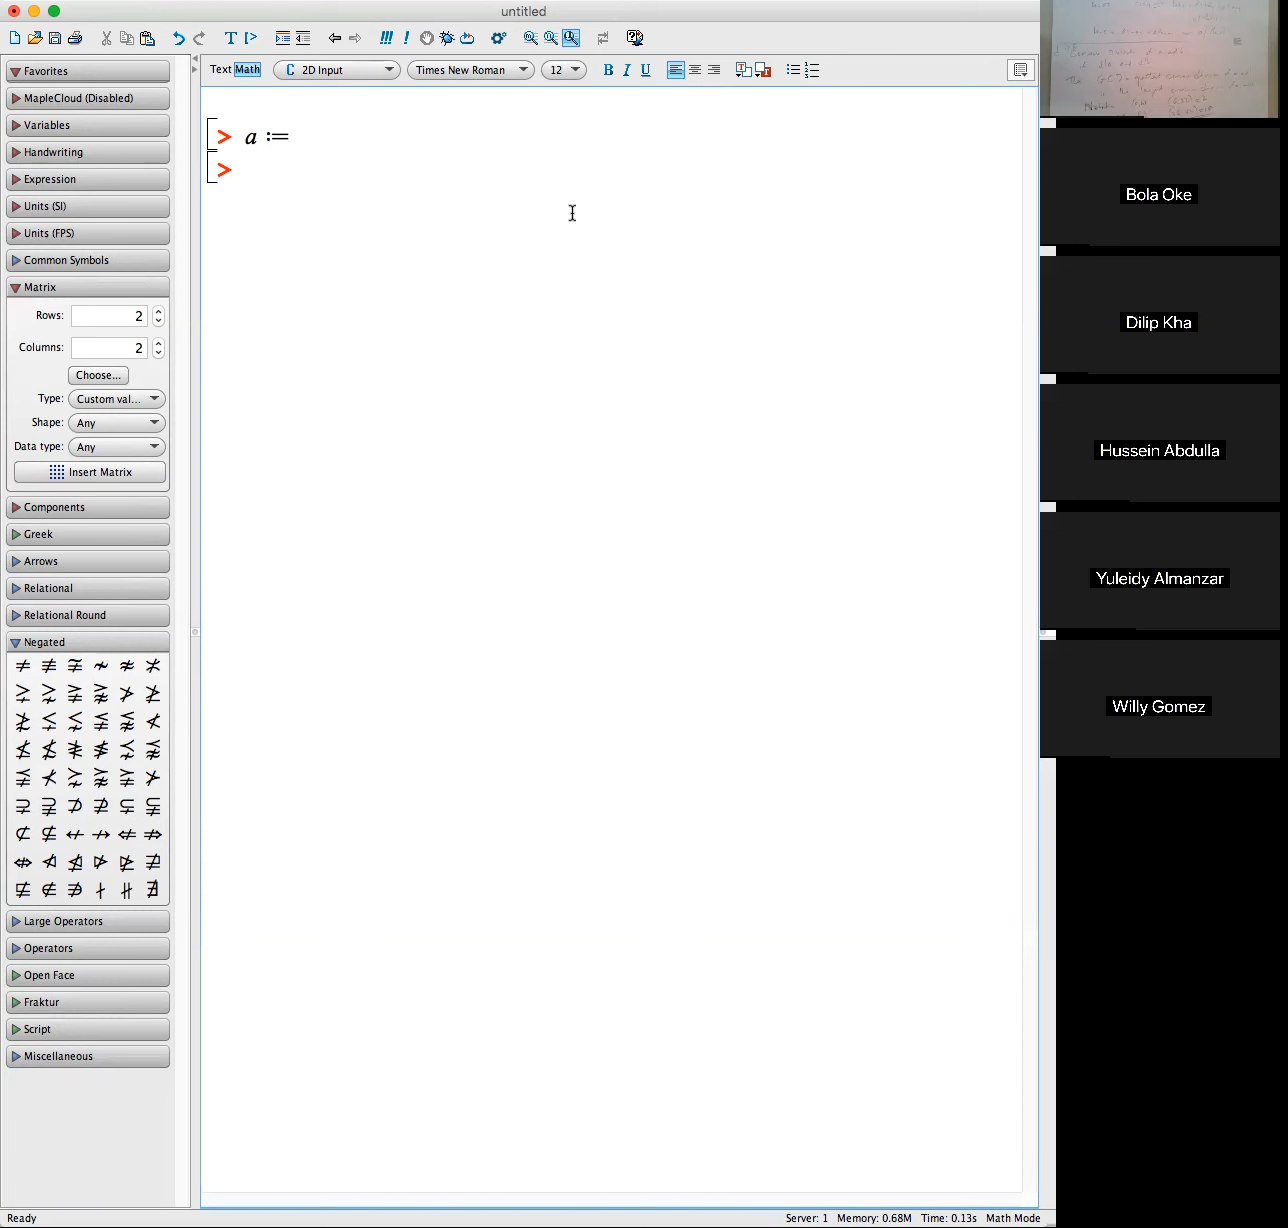 untitled
Text Math C 2D Input Times New Roman 12 B I U
Favorites
MapleCloud (Disabled)
Variables
Handwriting
Expression
Units (SI)
Units (FPS)
Common Symbols
Matrix
Rows: 2
Columns: 2
Choose...
Type: Custom val...
Shape: Any
Data type: Any
Insert Matrix
Components
Greek
Arrows
Relational
Relational Round
Negated
Large Operators
Operators
Open Face
Fraktur
Script
Miscellaneous
> a :=
>
Bola Oke
Dilip Kha
Hussein Abdulla
Yuleidy Almanzar
Willy Gomez
Ready
Server: 1 Memory: 0.68M Time: 0.13s Math Mode